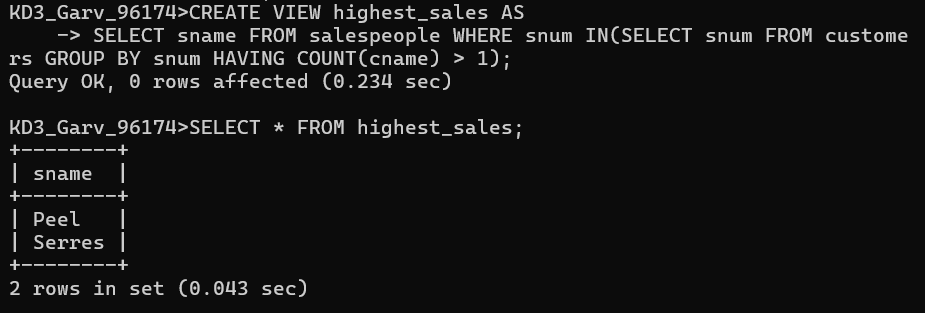 KD3_Garv_96174>CREATE VIEW highest_sales AS
    -> SELECT sname FROM salespeople WHERE snum IN(SELECT snum FROM custome
rs GROUP BY snum HAVING COUNT(cname) > 1);
Query OK, 0 rows affected (0.234 sec)

KD3_Garv_96174>SELECT * FROM highest_sales;
+--------+
| sname  |
+--------+
| Peel   |
| Serres |
+--------+
2 rows in set (0.043 sec)